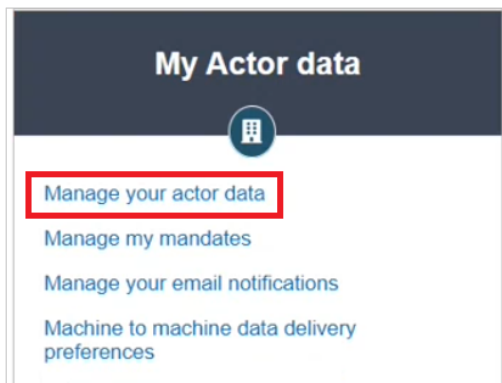 My Actor data
Manage your actor data
Manage my mandates
Manage your email notifications
Machine to machine data delivery
preferences